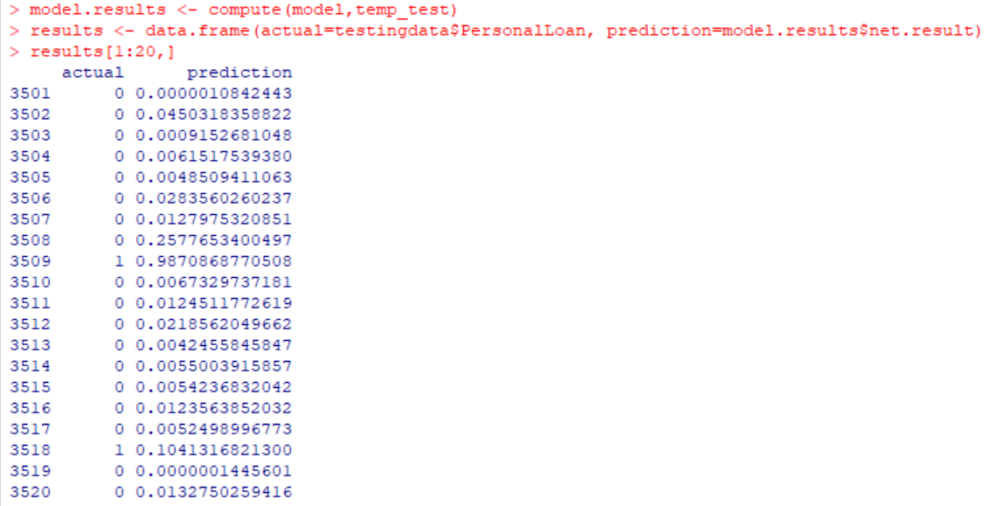 > model.results <- compute(model,temp_test)
> results <- data.frame(actual=testingdata$PersonalLoan, prediction=model.results$net.result)
> results[1:20,]
actual prediction
3501 0 0.0000010842443
3502 0 0.0450318358822
3503 0 0.0009152681048
3504 0 0.0061517539380
3505 0 0.0048509411063
3506 0 0.0283560260237
3507 0 0.0127975320851
3508 0 0.2577653400497
3509 1 0.9870868770508
3510 0 0.0067329737181
3511 0 0.0124511772619
3512 0 0.0218562049662
3513 0 0.0042455845847
3514 0 0.0055003915857
3515 0 0.0054236832042
3516 0 0.0123563852032
3517 0 0.0052498996773
3518 1 0.1041316821300
3519 0 0.0000001445601
3520 0 0.0132750259416